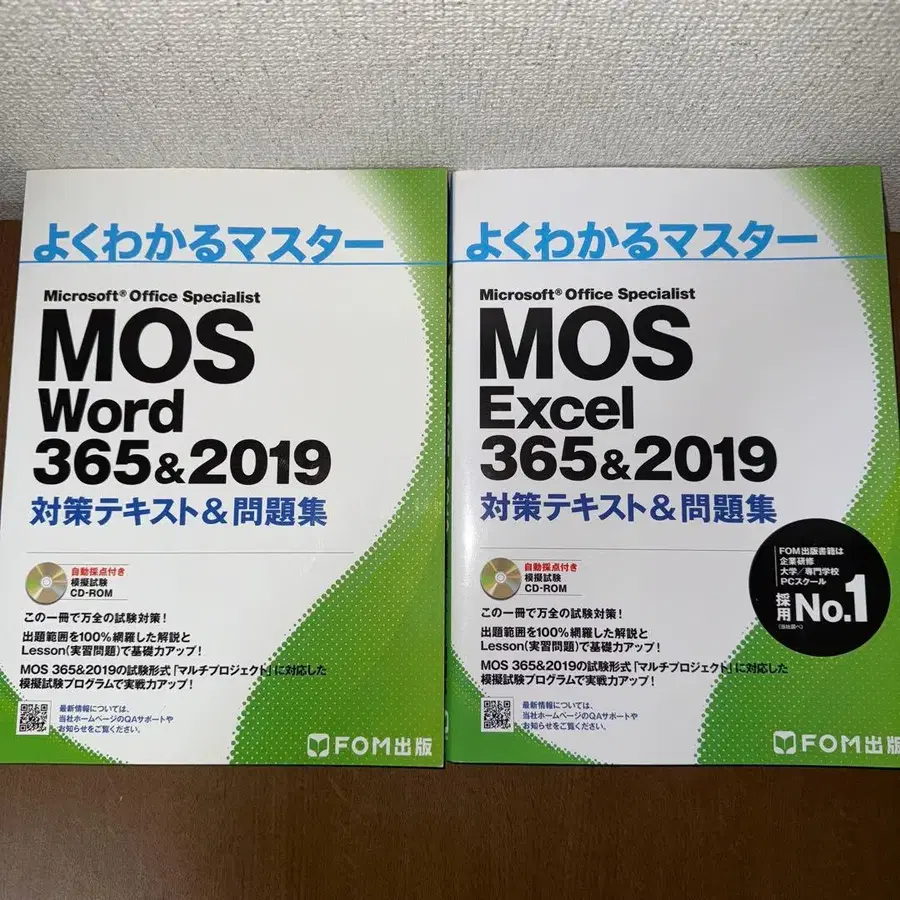 よくわかるマスター
Microsoft® Office Specialist
MOS
Word
365&2019
対策テキスト&問題集
自動採点付き
模擬試験
CD-ROM
この一冊で万全の試験対策!
出題範囲を100%網羅した解説と
Lesson(実習問題)で基礎力アップ!
MOS 365&2019の試験形式「マルチプロジェクト」に対応した
模擬試験プログラムで実戦力アップ!
最新情報については、
当社ホームページのQAサポートや
お知らせをご覧ください。
FOM出版
よくわかるマスター
Microsoft® Office Specialist
MOS
Excel
365&2019
対策テキスト&問題集
FOM出版書籍は
企業研修
大学/専門学校
PCスクール
採用No.1
(当社調べ)
自動採点付き
模擬試験
CD-ROM
この一冊で万全の試験対策!
出題範囲を100%網羅した解説と
Lesson(実習問題)で基礎力アップ!
MOS 365&2019の試験形式「マルチプロジェクト」に対応した
模擬試験プログラムで実戦力アップ!
最新情報については、
当社ホームページのQAサポートや
お知らせをご覧ください。
FOM出版